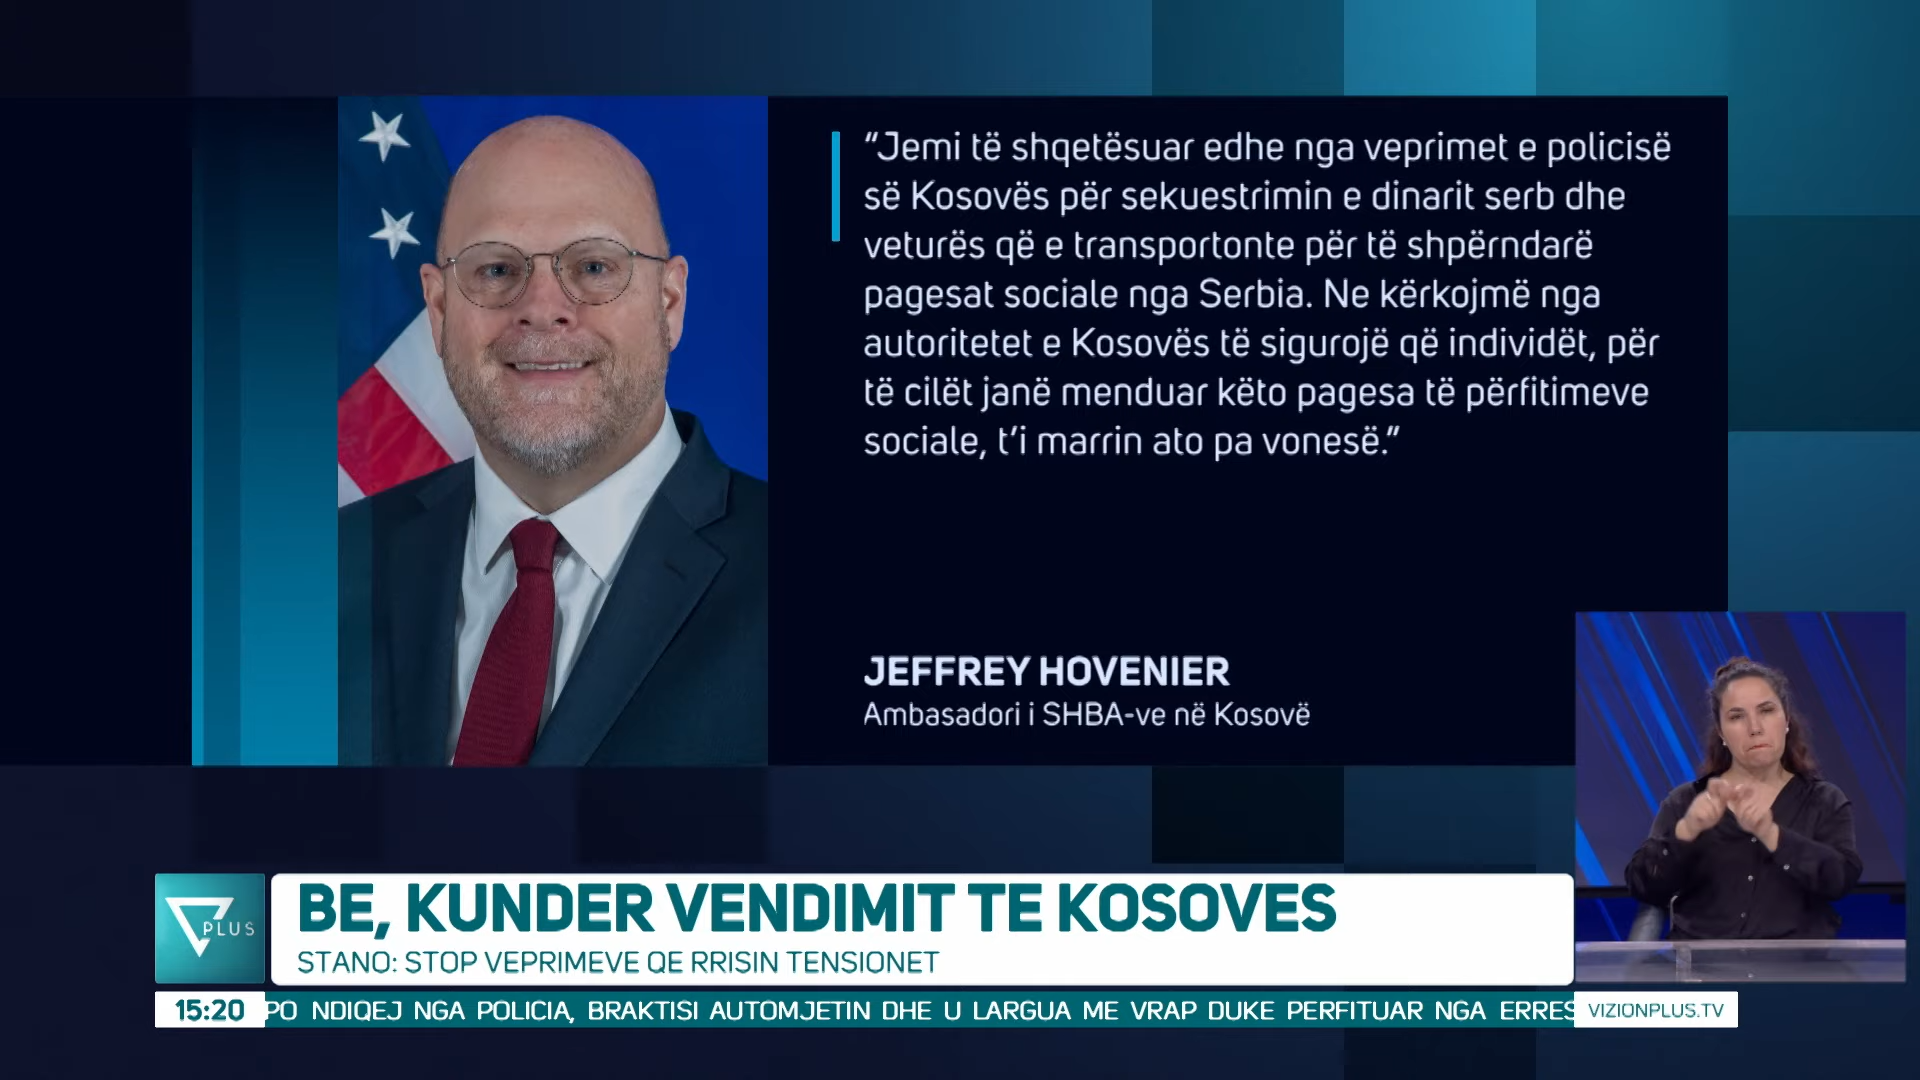 “Jemi të shqetësuar edhe nga veprimet e policisë
së Kosovës për sekuestrimin e dinarit serb dhe
veturës që e transportonte për të shpërndarë
pagesat sociale nga Serbia. Ne kërkojmë nga
autoritetet e Kosovës të sigurojë që individët, për
të cilët janë menduar këto pagesa të përfitimeve
sociale, t’i marrin ato pa vonesë.”
JEFFREY HOVENIER
Ambasadori i SHBA-ve në Kosovë
PLUS
BE, KUNDER VENDIMIT TE KOSOVES
STANO: STOP VEPRIMEVE QE RRISIN TENSIONET
15:20 PO NDIQEJ NGA POLICIA, BRAKTISI AUTOMJETIN DHE U LARGUA ME VRAP DUKE PERFITUAR NGA ERRES VIZIONPLUS.TV